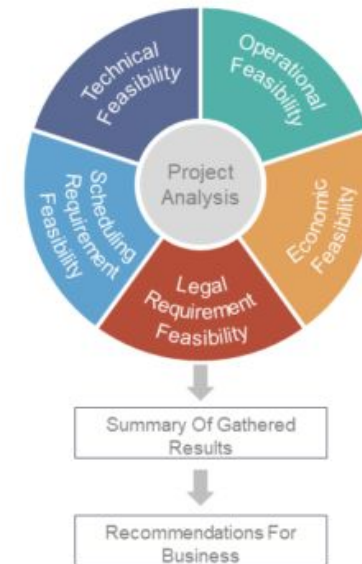 Technical
Feasibility
Operational
Feasibility
Economic
Feasibility
Legal
Requirement
Feasibility
Scheduling
Requirement
Feasibility
Project
Analysis
Summary Of Gathered
Results
Recommendations For
Business